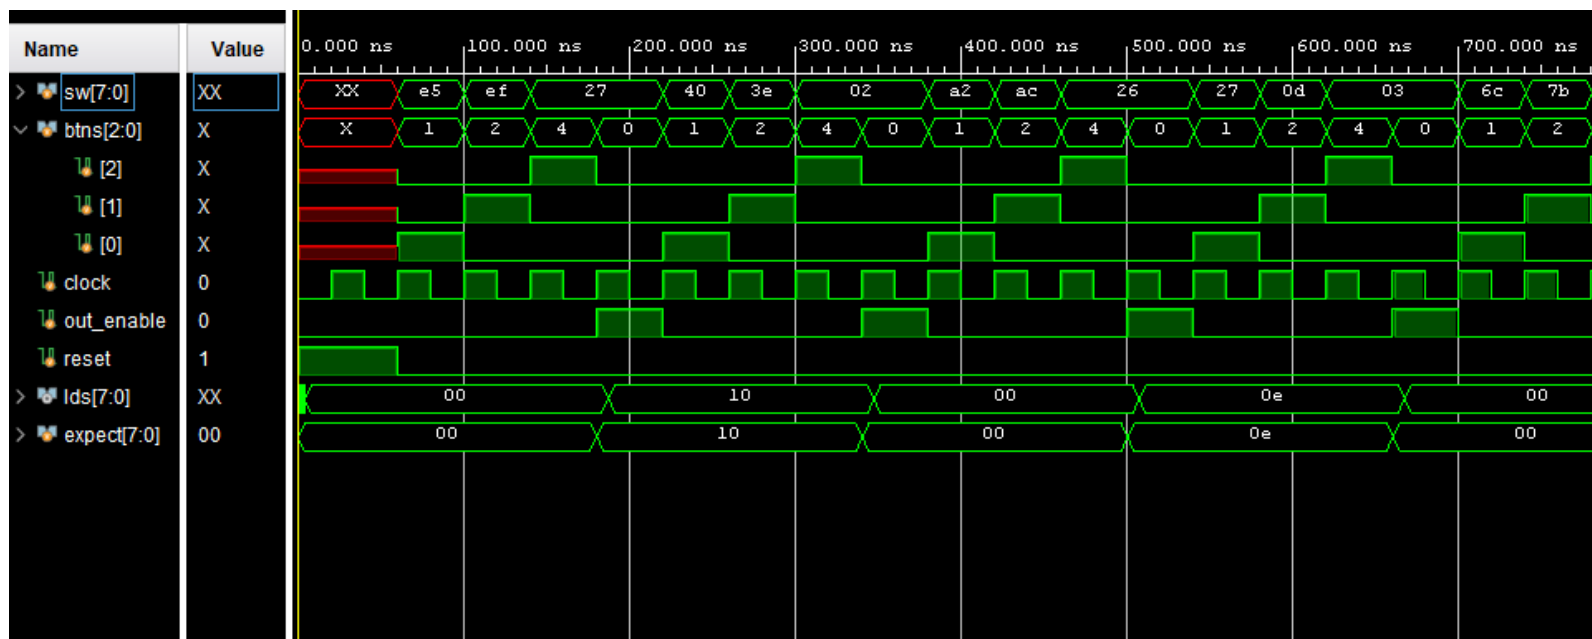 Name Value 0.000 ns 100.000 ns 200.000 ns 300.000 ns 400.000 ns 500.000 ns 600.000 ns 700.000 ns
sw[7:0] XX XX e5 ef 27 40 3e 02 a2 ac 26 27 0d 03 6c 7b
btns[2:0] X X 1 2 4 0 1 2 4 0 1 2 4 0 1 2 4 0 1 2
[2] X
[1] X
[0] X
clock 0
out_enable 0
reset 1
lds[7:0] XX 00 10 00 0e 00
expect[7:0] 00 00 10 00 0e 00